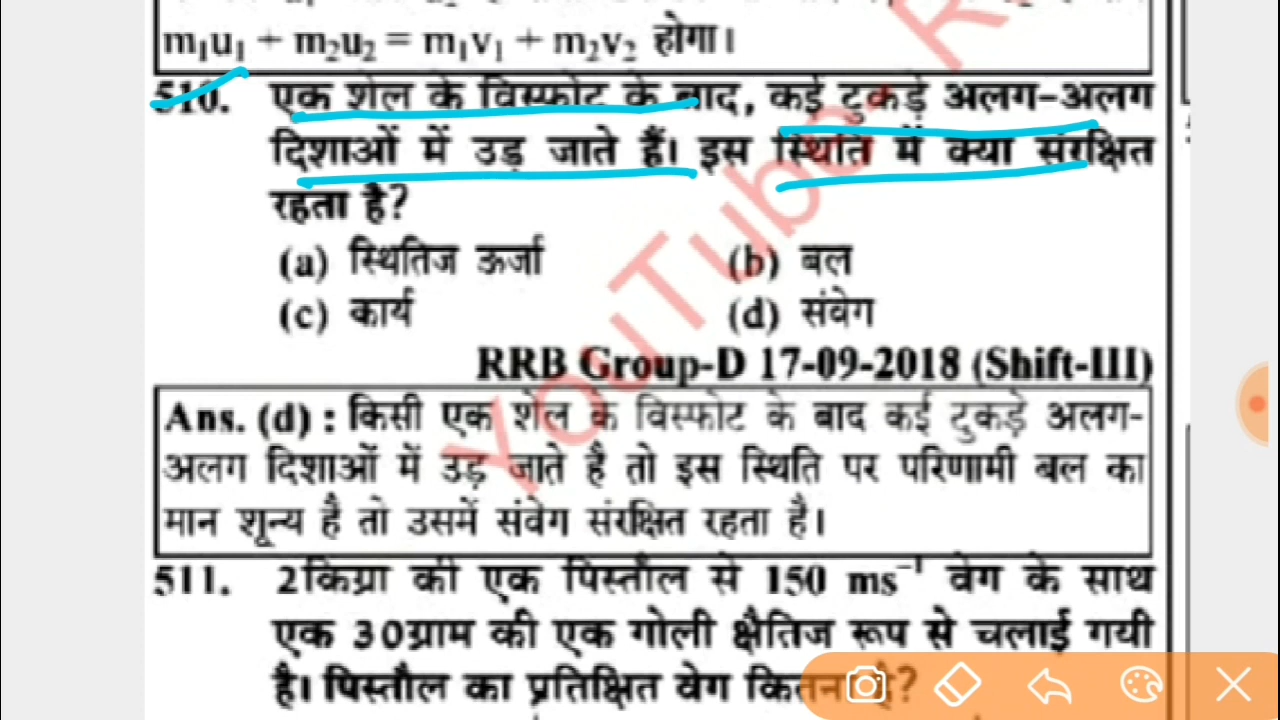 m₁u₁ + m₂u₂ = m₁v₁ + m₂v₂ होगा।
510. एक शेल के विस्फोट के बाद, कई टुकड़े अलग-अलग
दिशाओं में उड़ जाते हैं। इस स्थिति में क्या संरक्षित
रहता है?
(a) स्थितिज ऊर्जा (b) बल
(c) कार्य (d) संवेग
RRB Group-D 17-09-2018 (Shift-III)
Ans. (d) : किसी एक शेल के विस्फोट के बाद कई टुकड़े अलग-
अलग दिशाओं में उड़ जाते है तो इस स्थिति पर परिणामी बल का
मान शून्य है तो उसमें संवेग संरक्षित रहता है।
511. 2किग्रा की एक पिस्तौल से 150 ms⁻¹ वेग के साथ
एक 30ग्राम की एक गोली क्षैतिज रूप से चलाई गयी
है। पिस्तौल का प्रतिक्षित वेग कितना है?
YouTube R